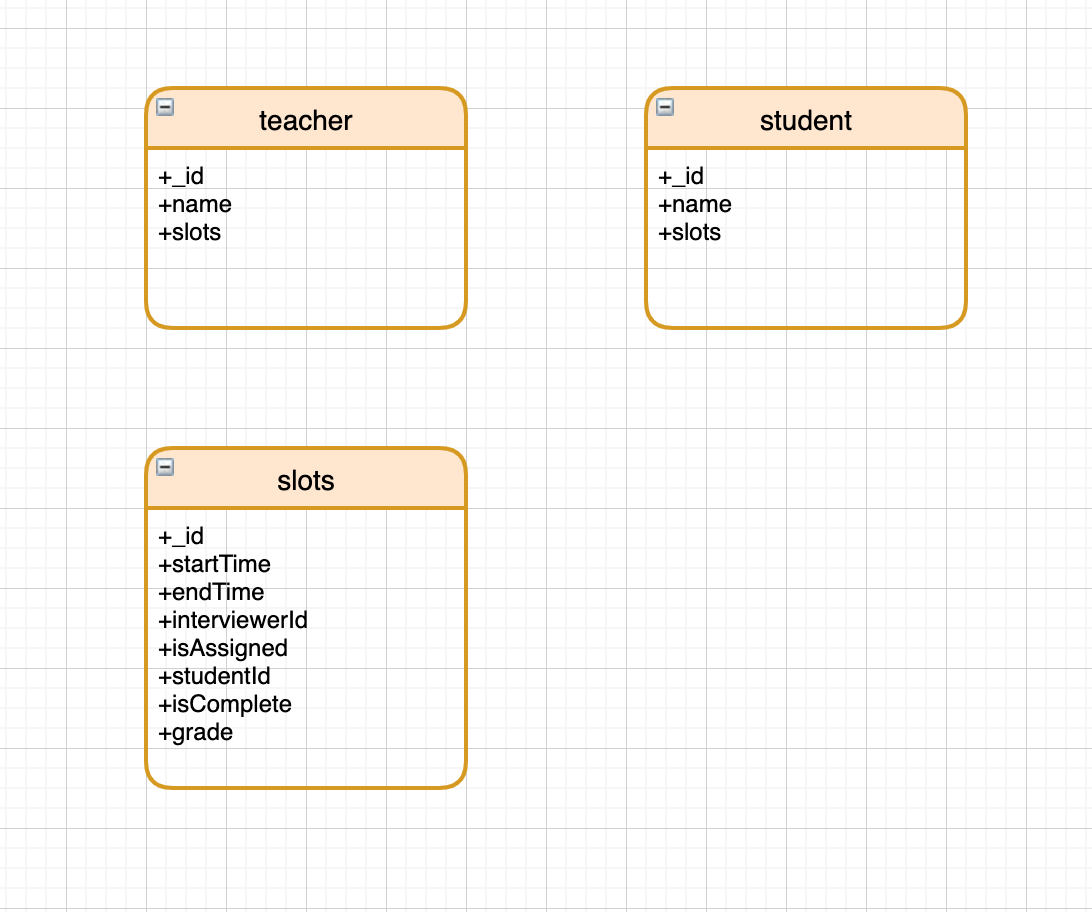 teacher
+_id
+name
+slots
student
+_id
+name
+slots
slots
+_id
+startTime
+endTime
+interviewerId
+isAssigned
+studentId
+isComplete
+grade